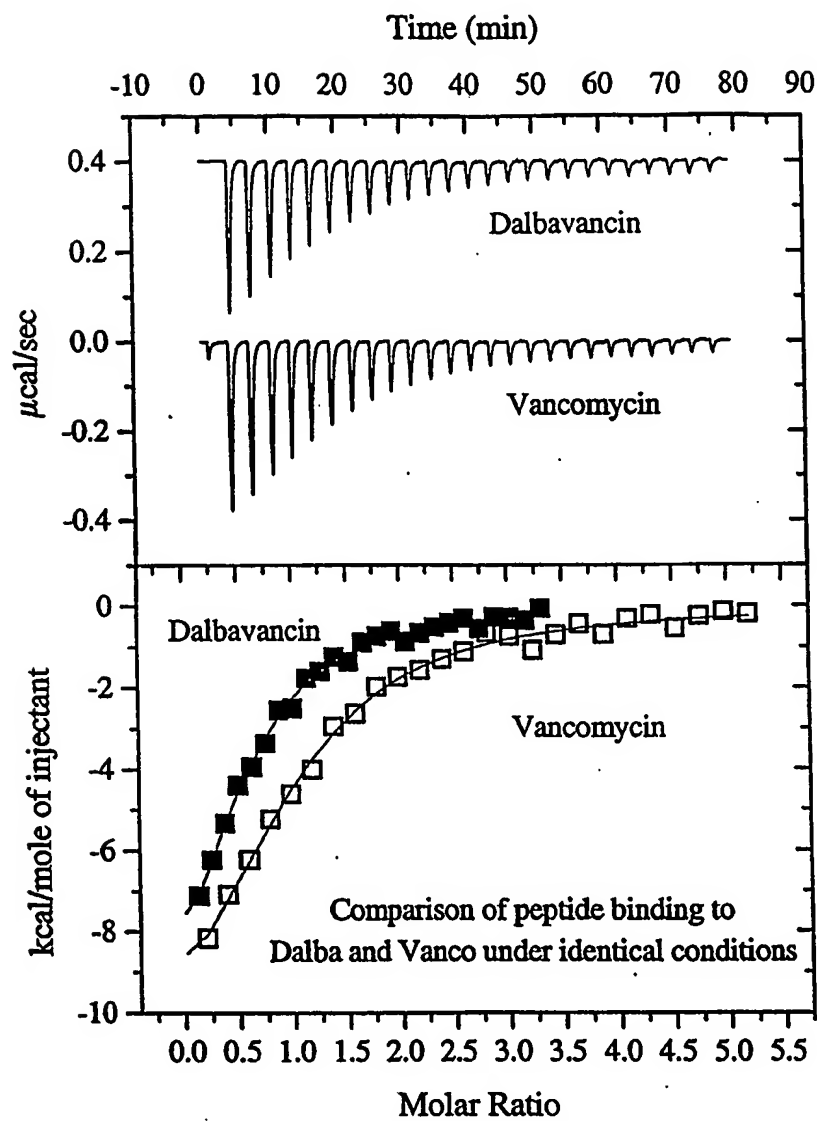 Time (min)
-10 0 10 20 30 40 50 60 70 80 90
0.4
0.2
0.0
-0.2
-0.4
µcal/sec
Dalbavancin
Vancomycin
0
-2
-4
-6
-8
-10
kcal/mole of injectant
Dalbavancin
Vancomycin
Comparison of peptide binding to
Dalba and Vanco under identical conditions
0.0 0.5 1.0 1.5 2.0 2.5 3.0 3.5 4.0 4.5 5.0 5.5
Molar Ratio